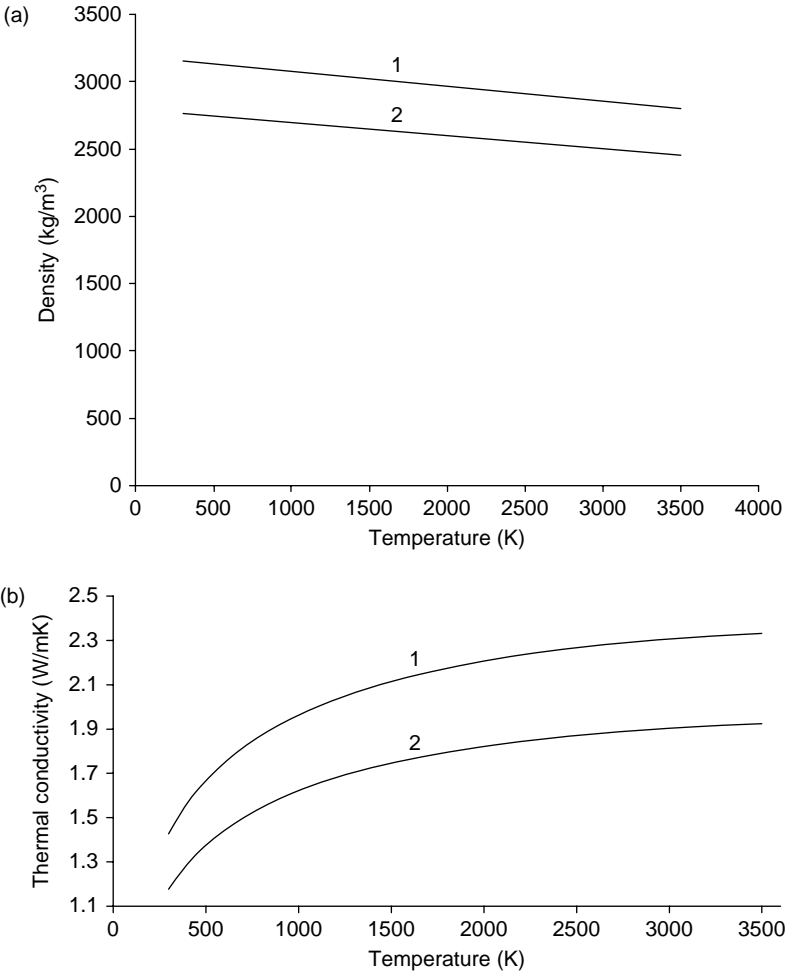 (a)
3500
3000
2500
2000
1500
1000
500
0
Density (kg/m³)
1
2
0 500 1000 1500 2000 2500 3000 3500 4000
Temperature (K)
(b)
2.5
2.3
2.1
1.9
1.7
1.5
1.3
1.1
Thermal conductivity (W/mK)
1
2
0 500 1000 1500 2000 2500 3000 3500
Temperature (K)